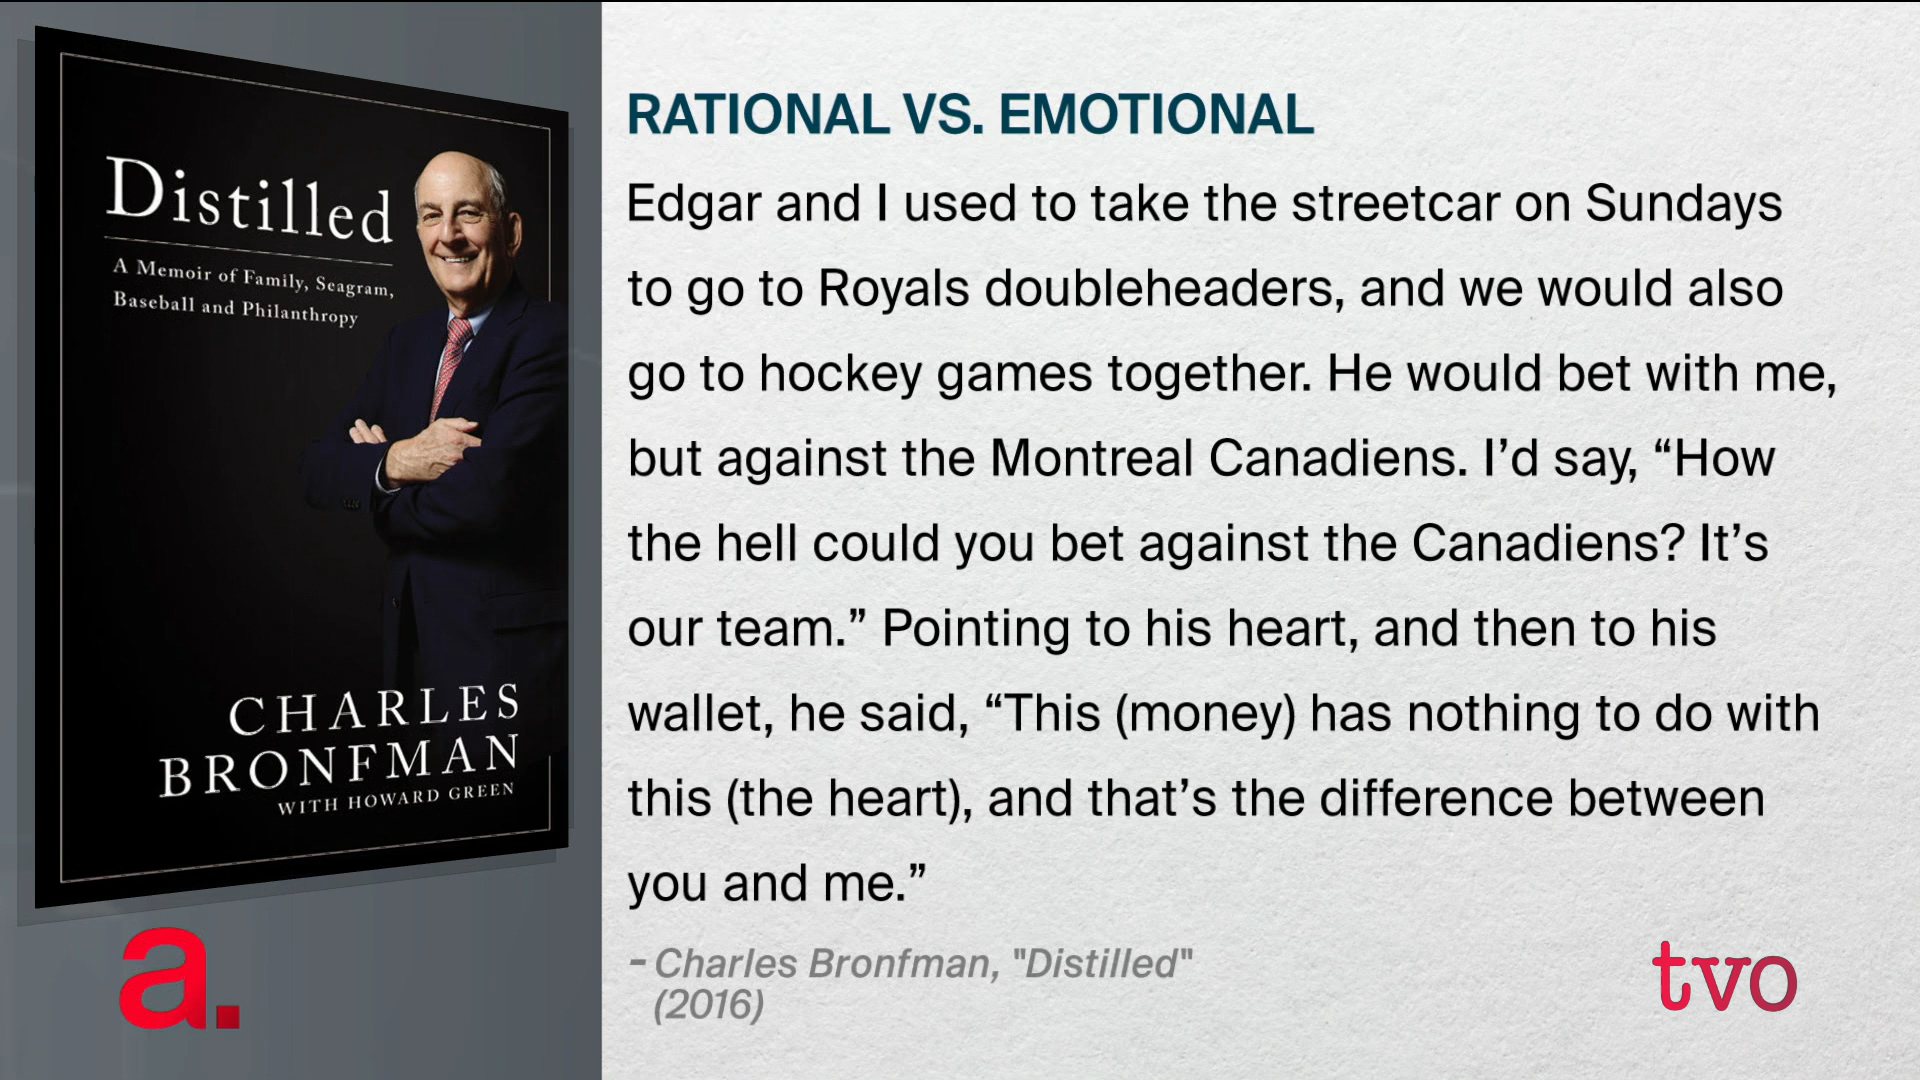 Distilled
A Memoir of Family, Seagram,
Baseball and Philanthropy
CHARLES
BRONFMAN
WITH HOWARD GREEN
a.
RATIONAL VS. EMOTIONAL
Edgar and I used to take the streetcar on Sundays
to go to Royals doubleheaders, and we would also
go to hockey games together. He would bet with me,
but against the Montreal Canadiens. I’d say, “How
the hell could you bet against the Canadiens? It’s
our team.” Pointing to his heart, and then to his
wallet, he said, “This (money) has nothing to do with
this (the heart), and that’s the difference between
you and me.”
- Charles Bronfman, "Distilled"
(2016)
tvo